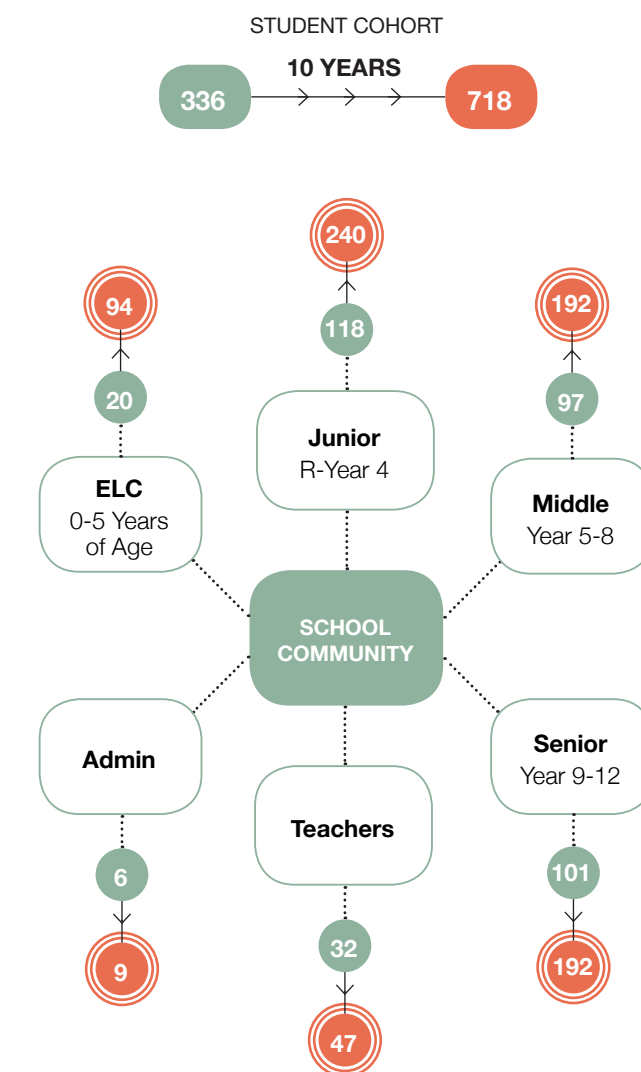 STUDENT COHORT
10 YEARS
336
718
240
94
192
118
20
97
Junior
R-Year 4
ELC
0-5 Years
of Age
Middle
Year 5-8
SCHOOL
COMMUNITY
Admin
Teachers
Senior
Year 9-12
6
32
101
9
47
192